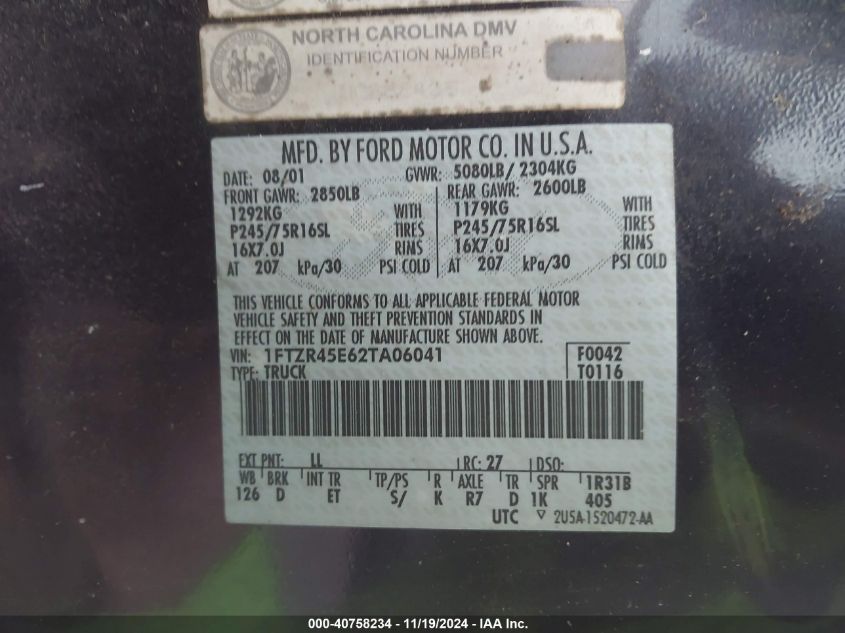 NORTH CAROLINA DMV
IDENTIFICATION NUMBER
MFD. BY FORD MOTOR CO. IN U.S.A.
DATE: 08/01 GVWR: 5080LB/ 2304KG
FRONT GAWR: 2850LB REAR GAWR: 2600LB
1292KG WITH 1179KG WITH
P245/75R16SL TIRES P245/75R16SL TIRES
16X7.0J RIMS 16X7.0J RIMS
AT 207 kPa/30 PSI COLD AT 207 kPa/30 PSI COLD
THIS VEHICLE CONFORMS TO ALL APPLICABLE FEDERAL MOTOR
VEHICLE SAFETY AND THEFT PREVENTION STANDARDS IN
EFFECT ON THE DATE OF MANUFACTURE SHOWN ABOVE.
VIN: 1FTZR45E62TA06041 F0042
TYPE: TRUCK T0116
EXT PNT: LL RC: 27 DSO:
WB BRK INT TR TP/PS R AXLE TR SPR 1R31B
126 D ET S/ K R7 D 1K 405
UTC ▽ 2U5A-1520472-AA
000-40758234 - 11/19/2024 - IAA Inc.